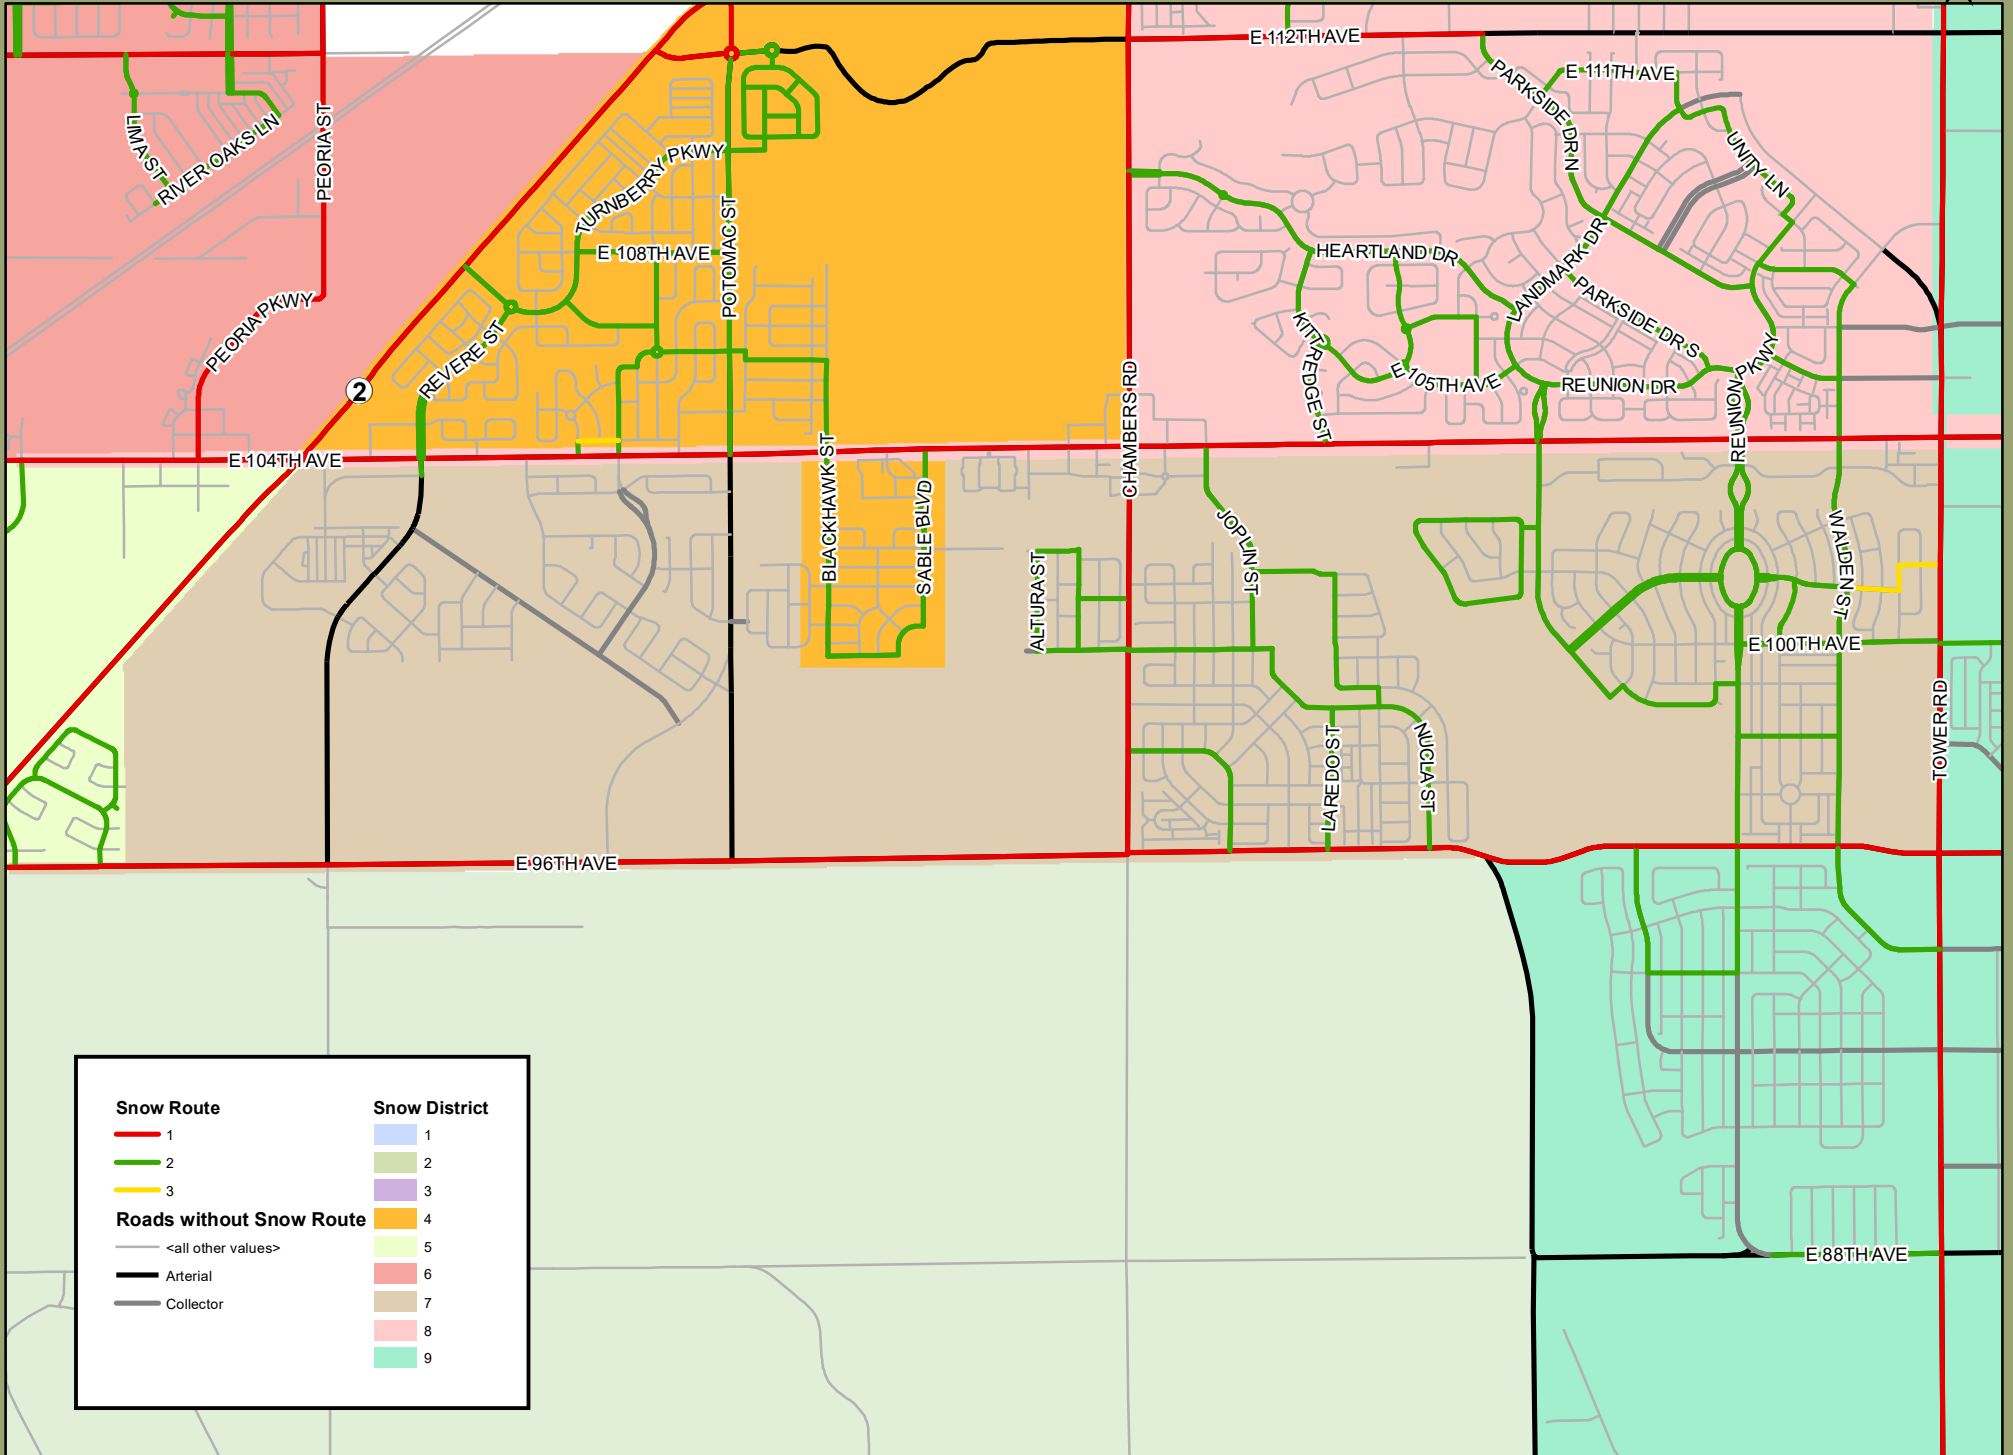 E 112TH AVE
E 111TH AVE
PARKSIDE DR N
UNITY LN
LIMA ST
RIVER OAKS LN
PEORIA ST
TURNBERRY PKWY
E 108TH AVE
POTOMAC ST
HEARTLAND DR
LANDMARK DR
PARKSIDE DR S
PEORIA PKWY
REVERE ST
2
KITTREDGE ST
E 105TH AVE
REUNION DR
REUNION PKWY
CHAMBERS RD
E 104TH AVE
BLACKHAWK ST
SABLE BLVD
ALTURA ST
JOPLIN ST
WALDEN ST
E 100TH AVE
TOWER RD
LAREDO ST
NUCLA ST
E 96TH AVE
E 88TH AVE
Snow Route
1
2
3
Roads without Snow Route
<all other values>
Arterial
Collector
Snow District
1
2
3
4
5
6
7
8
9